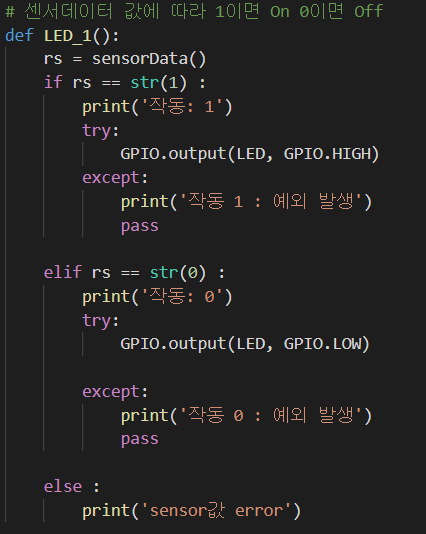 # 센서데이터 값에 따라 1이면 On 0이면 Off
def LED_1():
    rs = sensorData()
    if rs == str(1) :
        print('작동: 1')
        try:
            GPIO.output(LED, GPIO.HIGH)
        except:
            print('작동 1 : 예외 발생')
            pass

    elif rs == str(0) :
        print('작동: 0')
        try:
            GPIO.output(LED, GPIO.LOW)

        except:
            print('작동 0 : 예외 발생')
            pass

    else :
        print('sensor값 error')